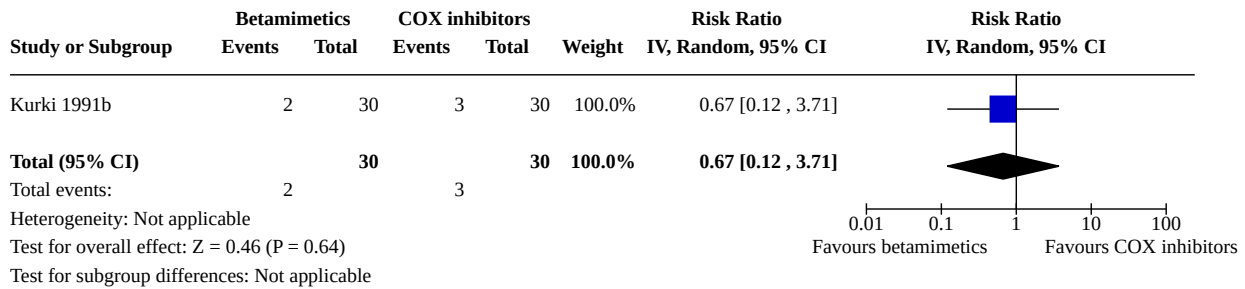 Betamimetics COX inhibitors Risk Ratio Risk Ratio
Study or Subgroup Events Total Events Total Weight IV, Random, 95% CI IV, Random, 95% CI
Kurki 1991b 2 30 3 30 100.0% 0.67 [0.12 , 3.71]
Total (95% CI) 30 30 100.0% 0.67 [0.12 , 3.71]
Total events: 2 3
Heterogeneity: Not applicable
0.01 0.1 1 10 100
Test for overall effect: Z = 0.46 (P = 0.64) Favours betamimetics Favours COX inhibitors
Test for subgroup differences: Not applicable